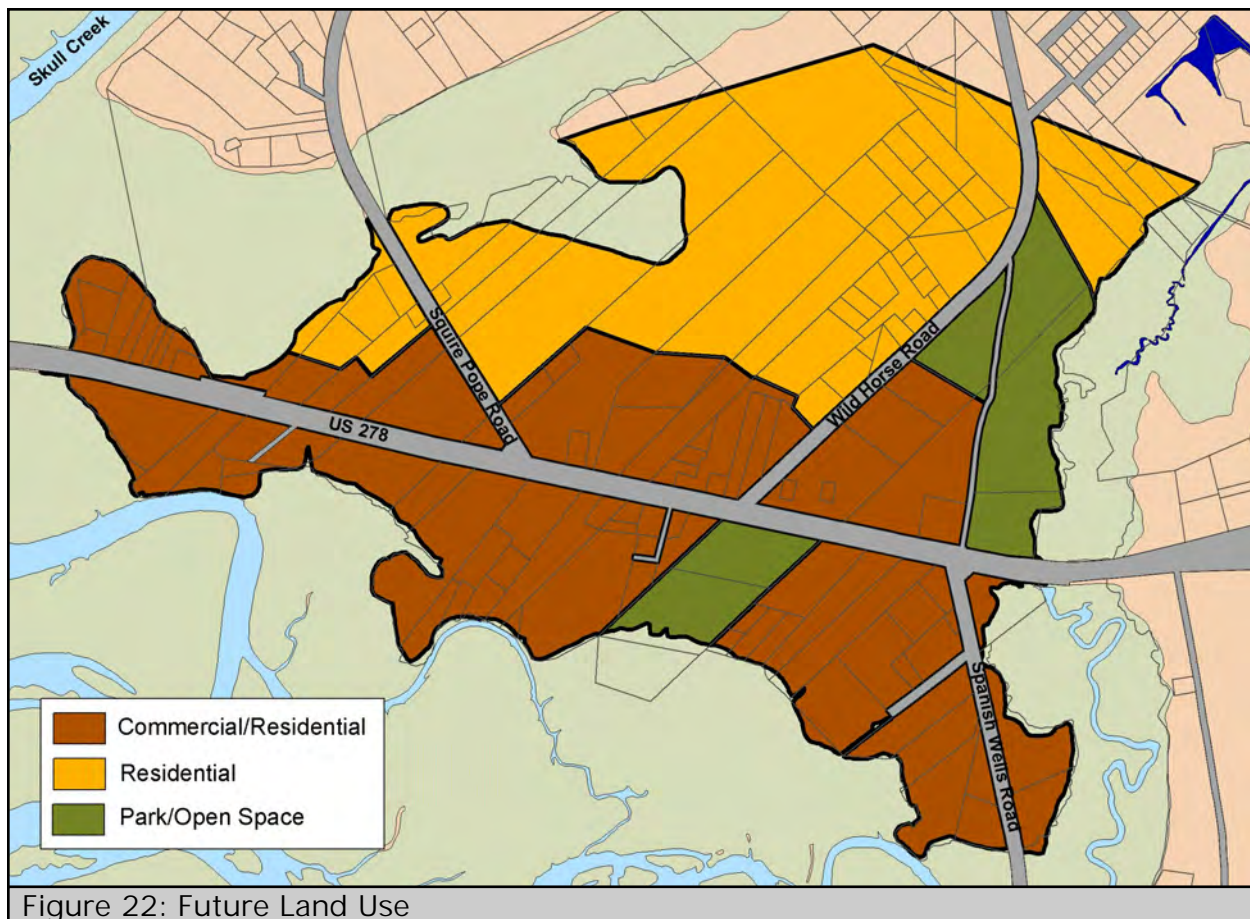 Skull Creek
Squire Pope Road
Wild Horse Road
US 278
Spanish Wells Road
Commercial/Residential
Residential
Park/Open Space
Figure 22: Future Land Use